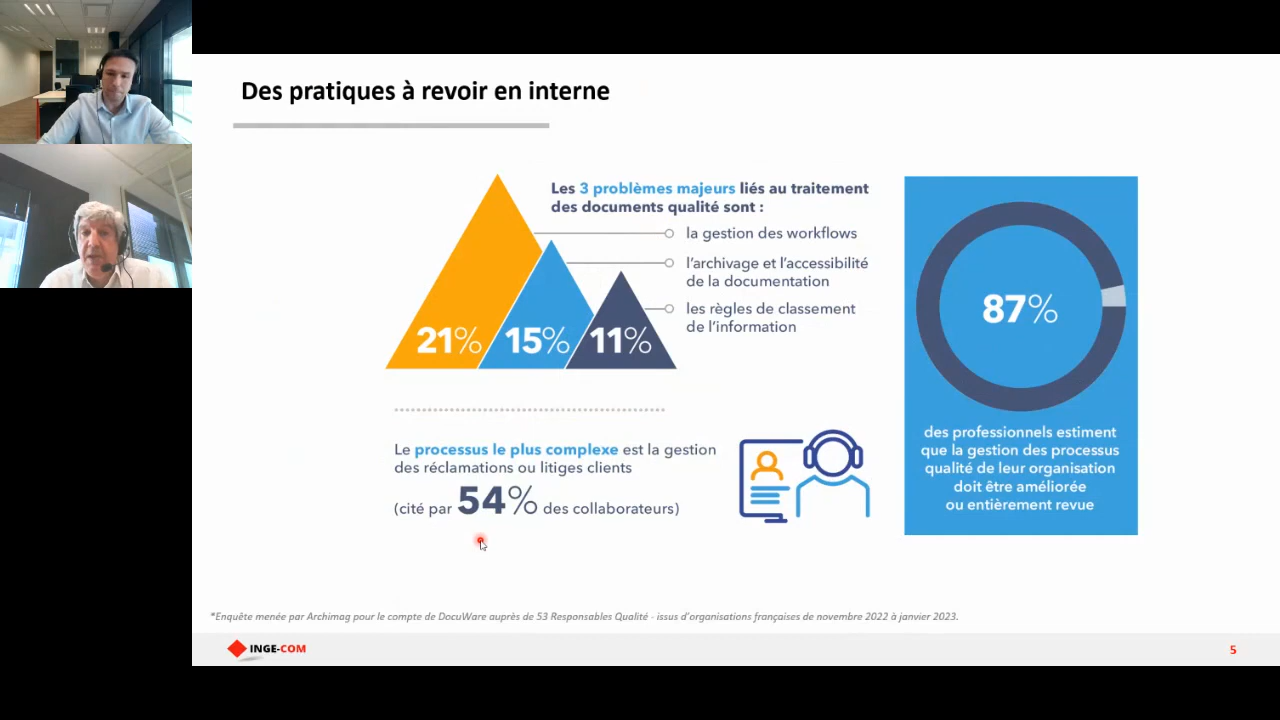 Des pratiques à revoir en interne
Les 3 problèmes majeurs liés au traitement
des documents qualité sont :
la gestion des workflows
l'archivage et l'accessibilité
de la documentation
les règles de classement
de l'information
21% 15% 11%
Le processus le plus complexe est la gestion
des réclamations ou litiges clients
(cité par 54% des collaborateurs)
87%
des professionnels estiment
que la gestion des processus
qualité de leur organisation
doit être améliorée
ou entièrement revue
*Enquête menée par Archimag pour le compte de DocuWare auprès de 53 Responsables Qualité - issus d'organisations françaises de novembre 2022 à janvier 2023.
INGE-COM
5